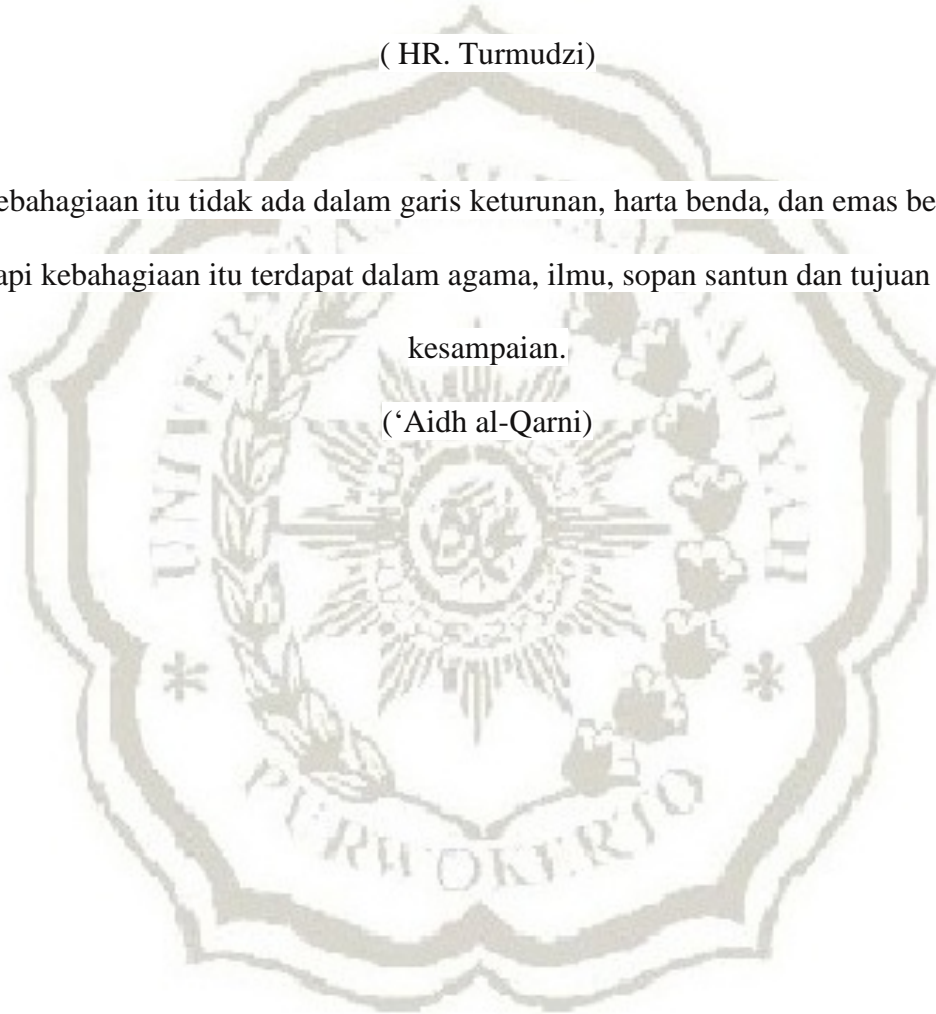 ( HR. Turmudzi)
ebahagiaan itu tidak ada dalam garis keturunan, harta benda, dan emas be
api kebahagiaan itu terdapat dalam agama, ilmu, sopan santun dan tujuan
kesampaian.
(‘Aidh al-Qarni)
PURWOKERTO